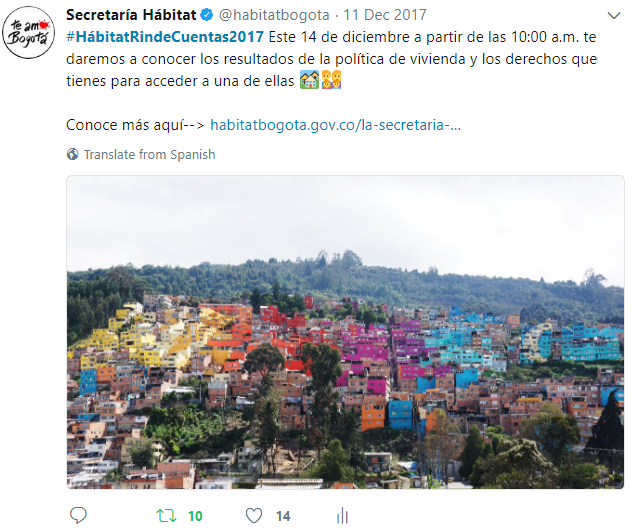 te amo
Bogotá
Secretaría Hábitat @habitatbogota · 11 Dec 2017
#HábitatRindeCuentas2017 Este 14 de diciembre a partir de las 10:00 a.m. te
daremos a conocer los resultados de la política de vivienda y los derechos que
tienes para acceder a una de ellas 🏘️👨‍👩‍👧‍👦
Conoce más aquí--> habitatbogota.gov.co/la-secretaria-...
Translate from Spanish
10
14